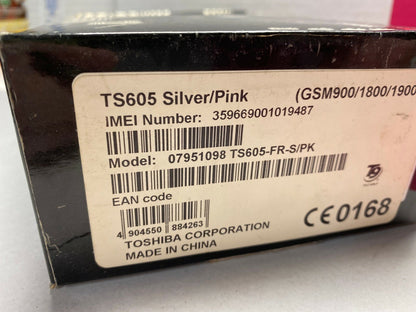 TS605 Silver/Pink (GSM900/1800/1900
IMEI Number: 359669001019487
Model: 07951098 TS605-FR-S/PK
T9
EAN code
4 904550 884263
CE0168
TOSHIBA CORPORATION
MADE IN CHINA